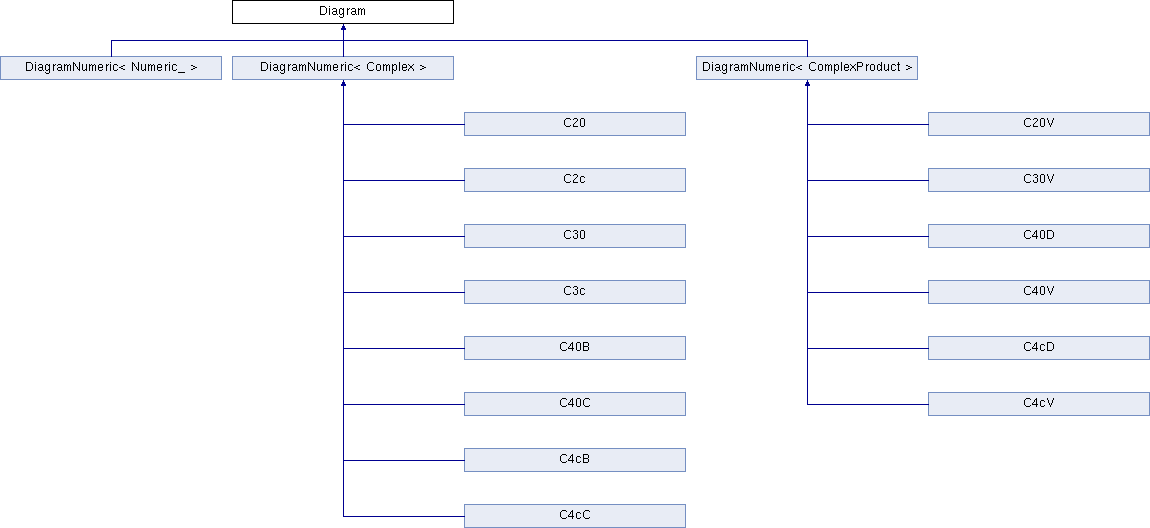 Diagram
DiagramNumeric< Numeric_ >
DiagramNumeric< Complex >
DiagramNumeric< ComplexProduct >
C20
C20V
C2c
C30V
C30
C40D
C3c
C40V
C40B
C4cD
C40C
C4cV
C4cB
C4cC